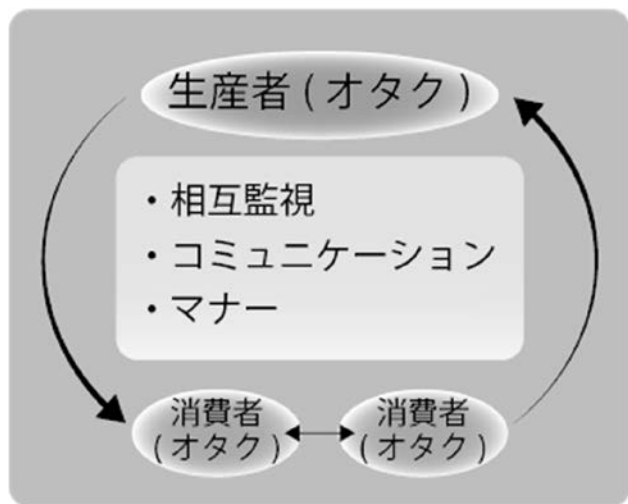 生産者 ( オタク )
・相互監視
・コミュニケーション
・マナー
消費者
( オタク )
消費者
( オタク )